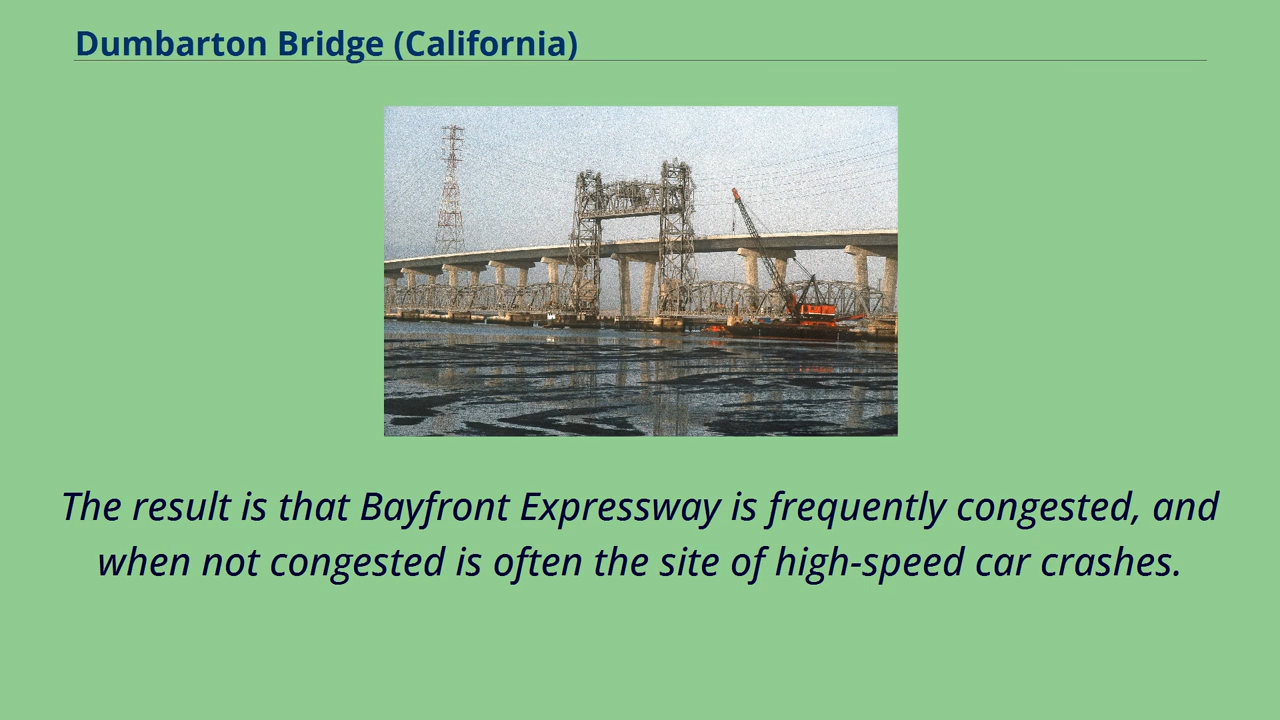 Dumbarton Bridge (California)
The result is that Bayfront Expressway is frequently congested, and
when not congested is often the site of high-speed car crashes.